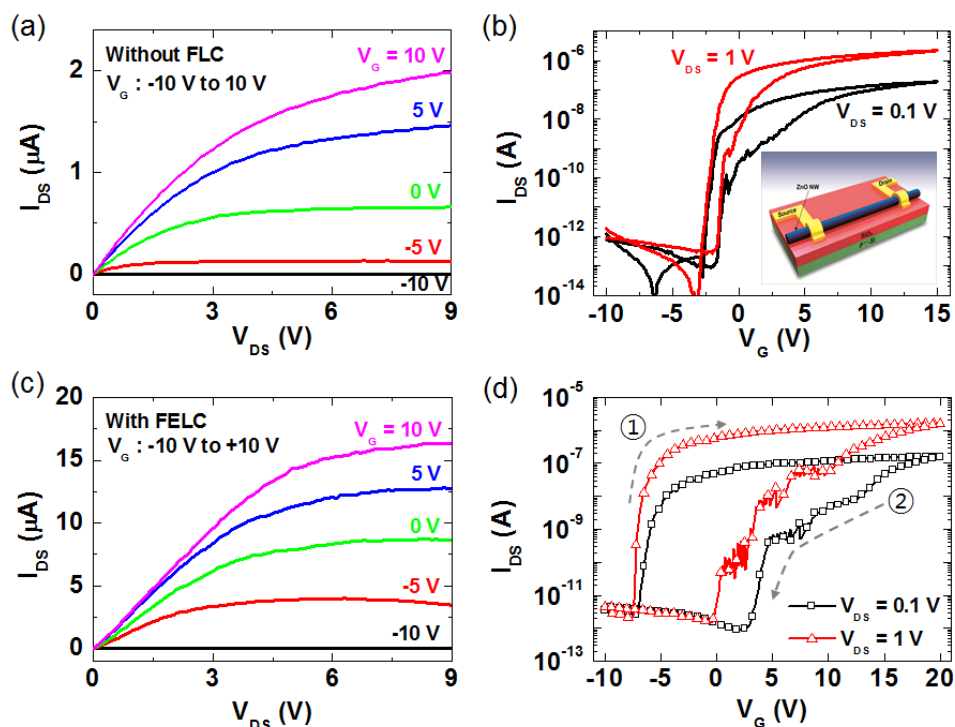 (a)
Without FLC
V_G : -10 V to 10 V
V_G = 10 V
5 V
0 V
-5 V
-10 V
2
1
0
I_DS (μA)
0 3 6 9
V_DS (V)
(b)
V_DS = 1 V
V_DS = 0.1 V
10^-6
10^-8
10^-10
10^-12
10^-14
I_DS (A)
ZnO NW
Source
Drain
SiO₂
-10 -5 0 5 10 15
V_G (V)
(c)
With FELC
V_G : -10 V to +10 V
V_G = 10 V
5 V
0 V
-5 V
-10 V
20
15
10
5
0
I_DS (μA)
0 3 6 9
V_DS (V)
(d)
①
②
10^-5
10^-7
10^-9
10^-11
10^-13
I_DS (A)
V_DS = 0.1 V
V_DS = 1 V
-10 -5 0 5 10 15 20
V_G (V)